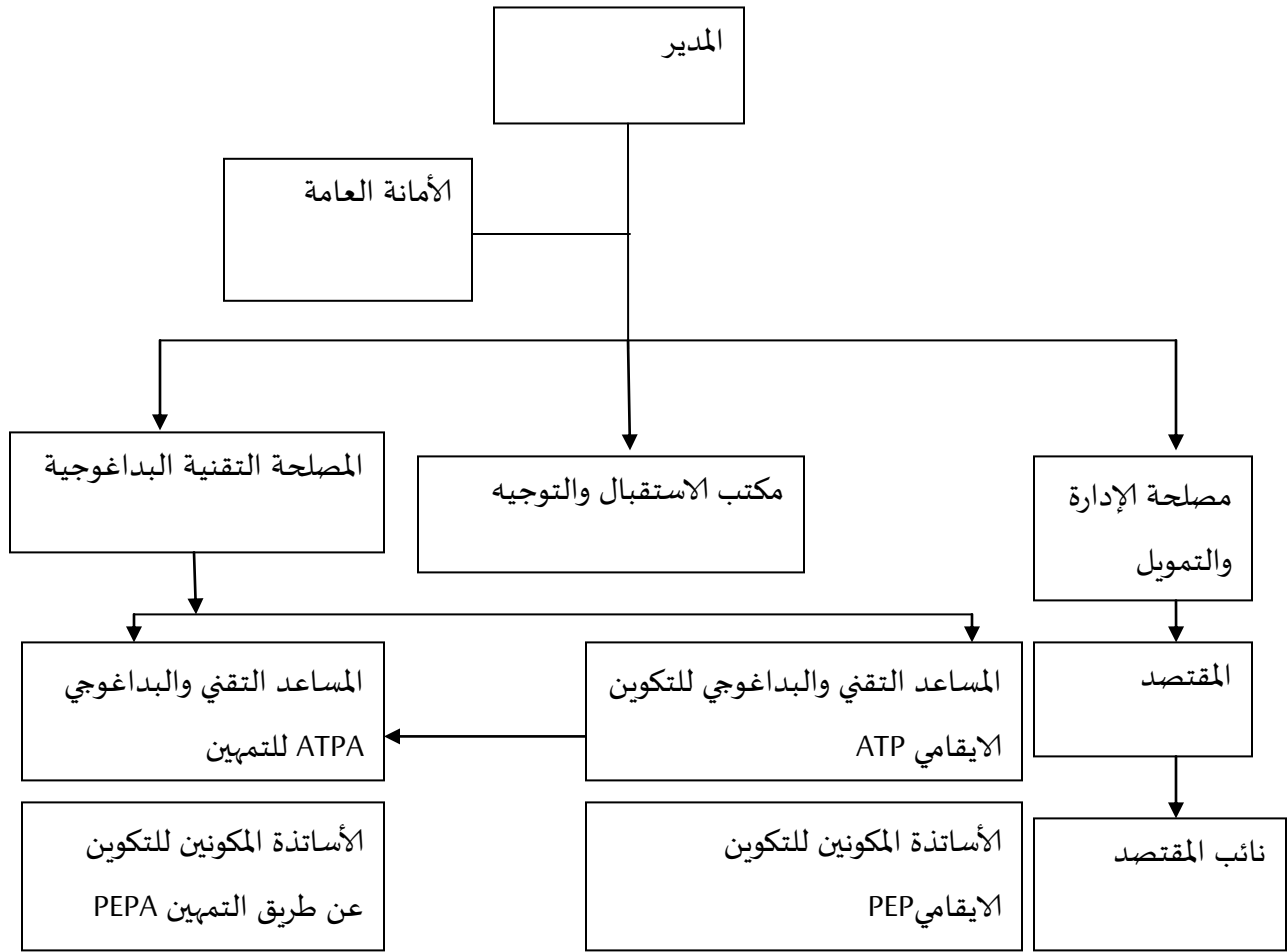 المدير
الأمانة العامة
مصلحة الإدارة
والتمويل
مكتب الاستقبال والتوجيه
المصلحة التقنية البداغوجية
المقتصد
المساعد التقني والبداغوجي للتكوين
الايقامي ATP
المساعد التقني والبداغوجي
للتمهين ATPA
نائب المقتصد
الأساتذة المكونين للتكوين
الايقاميPEP
الأساتذة المكونين للتكوين
عن طريق التمهين PEPA